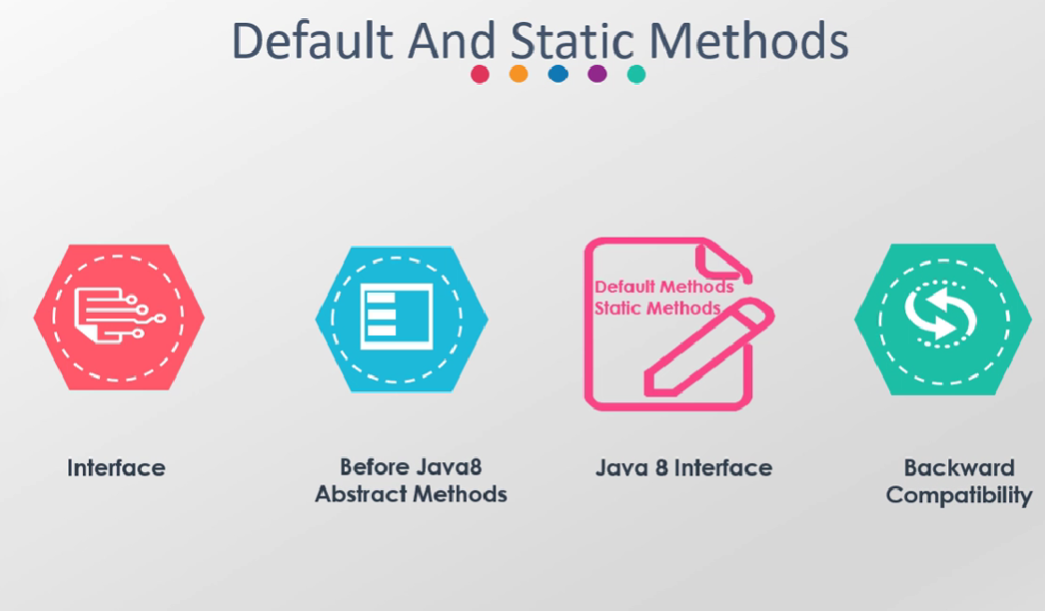 Default And Static Methods
Default Methods
Static Methods
Interface
Before Java8
Abstract Methods
Java 8 Interface
Backward
Compatibility